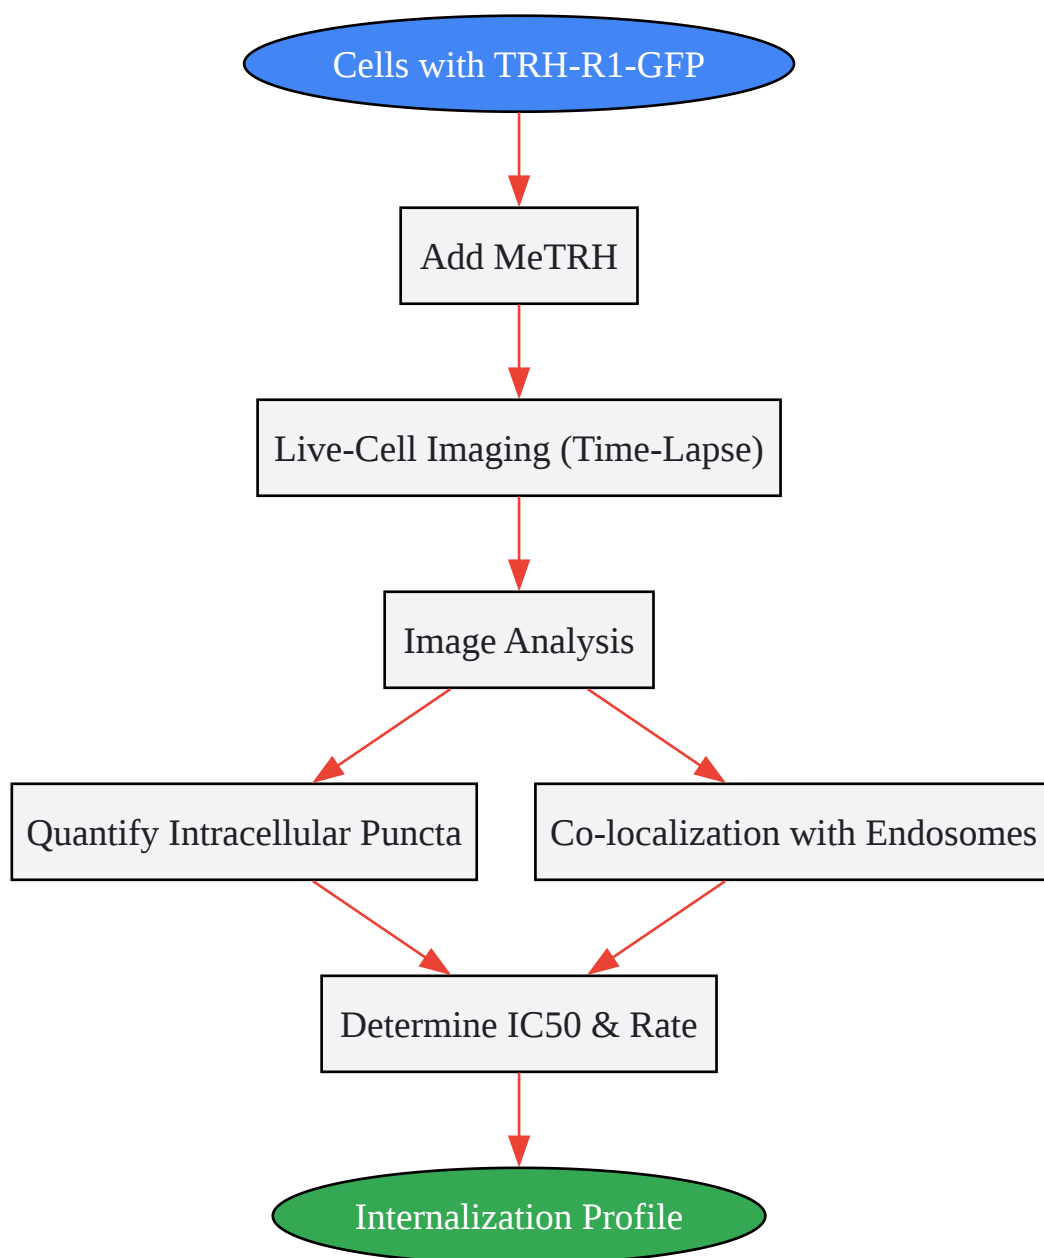 Cells with TRH-R1-GFP
Add MeTRH
Live-Cell Imaging (Time-Lapse)
Image Analysis
Quantify Intracellular Puncta
Co-localization with Endosomes
Determine IC50 & Rate
Internalization Profile